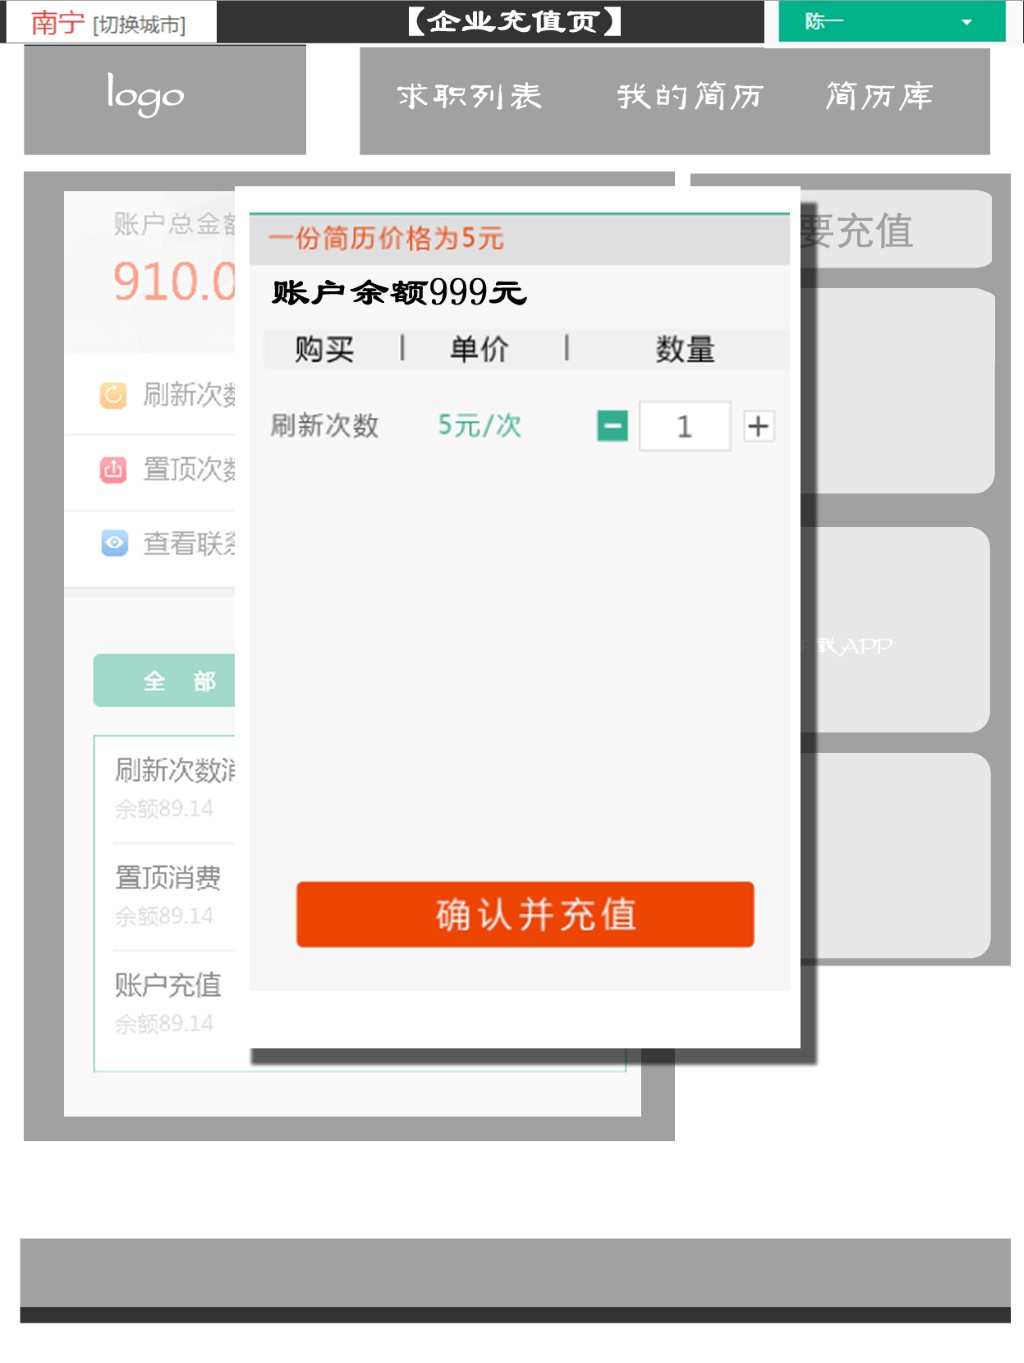 南宁 [切换城市]
【企业充值页】
陈一
logo
求职列表 我的简历 简历库
账户总金
910.0
要充值
一份简历价格为5元
账户余额999元
购买 | 单价 | 数量
刷新次数 5元/次 − 1 +
刷新次
置顶次
查看联
载APP
全 部
刷新次数
余额89.14
置顶消费
余额89.14
账户充值
余额89.14
确认并充值